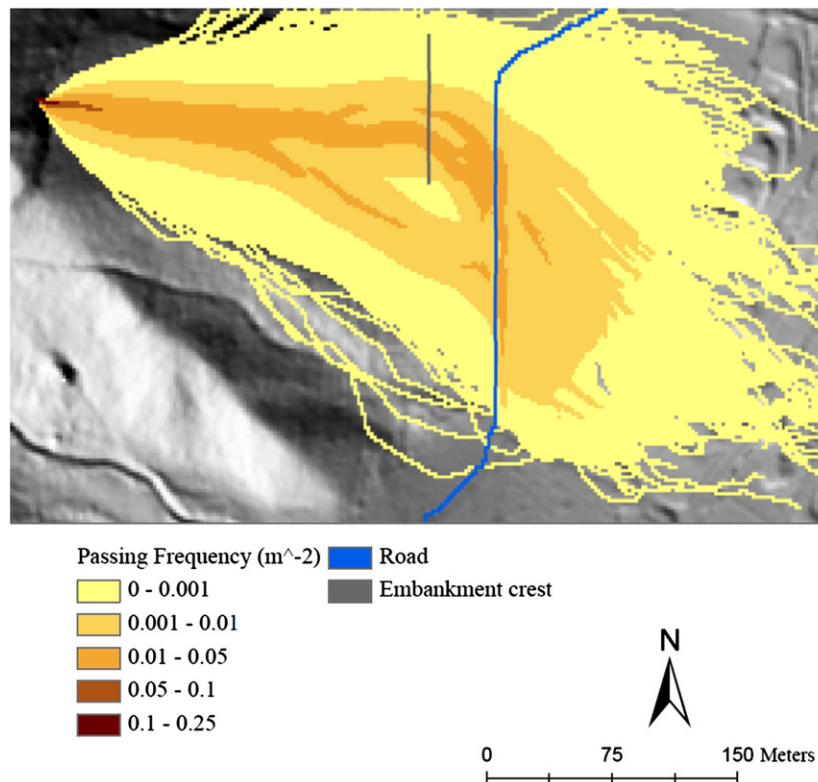 Passing Frequency (m^-2)
Road
0 - 0.001
Embankment crest
0.001 - 0.01
0.01 - 0.05
0.05 - 0.1
0.1 - 0.25
N
0 75 150 Meters